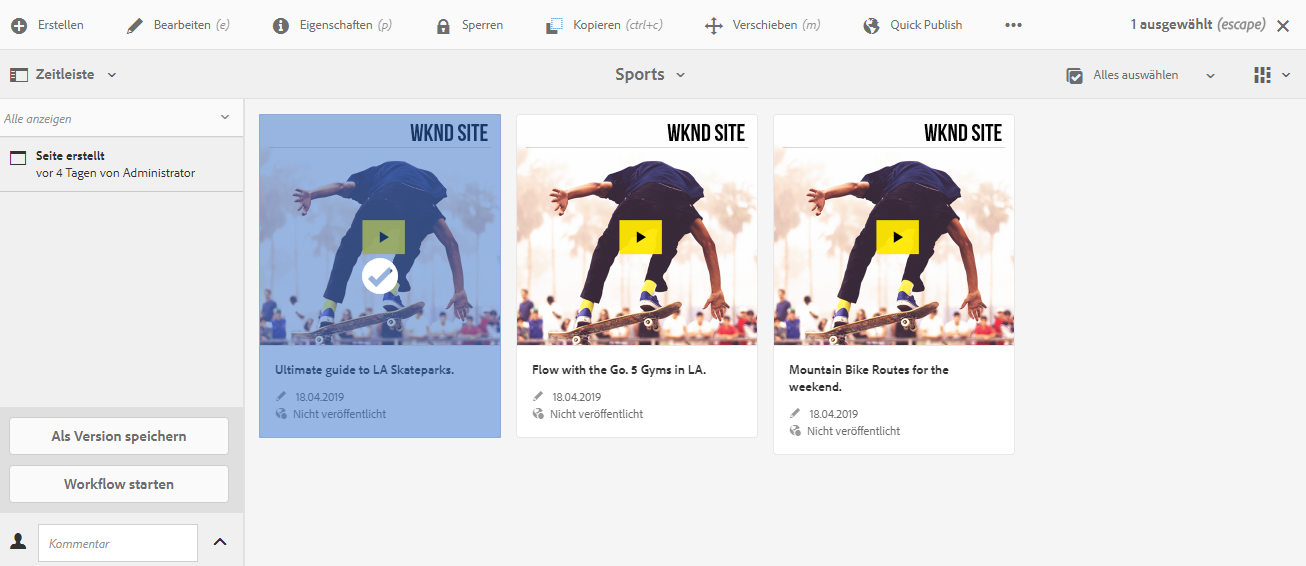 Erstellen
Bearbeiten (e)
Eigenschaften (p)
Sperren
Kopieren (ctrl+c)
Verschieben (m)
Quick Publish
1 ausgewählt (escape)
Zeitleiste
Sports
Alles auswählen
Alle anzeigen
Seite erstellt
vor 4 Tagen von Administrator
Als Version speichern
Workflow starten
Kommentar
WKND SITE
Ultimate guide to LA Skateparks.
18.04.2019
Nicht veröffentlicht
WKND SITE
Flow with the Go. 5 Gyms in LA.
18.04.2019
Nicht veröffentlicht
WKND SITE
Mountain Bike Routes for the
weekend.
18.04.2019
Nicht veröffentlicht